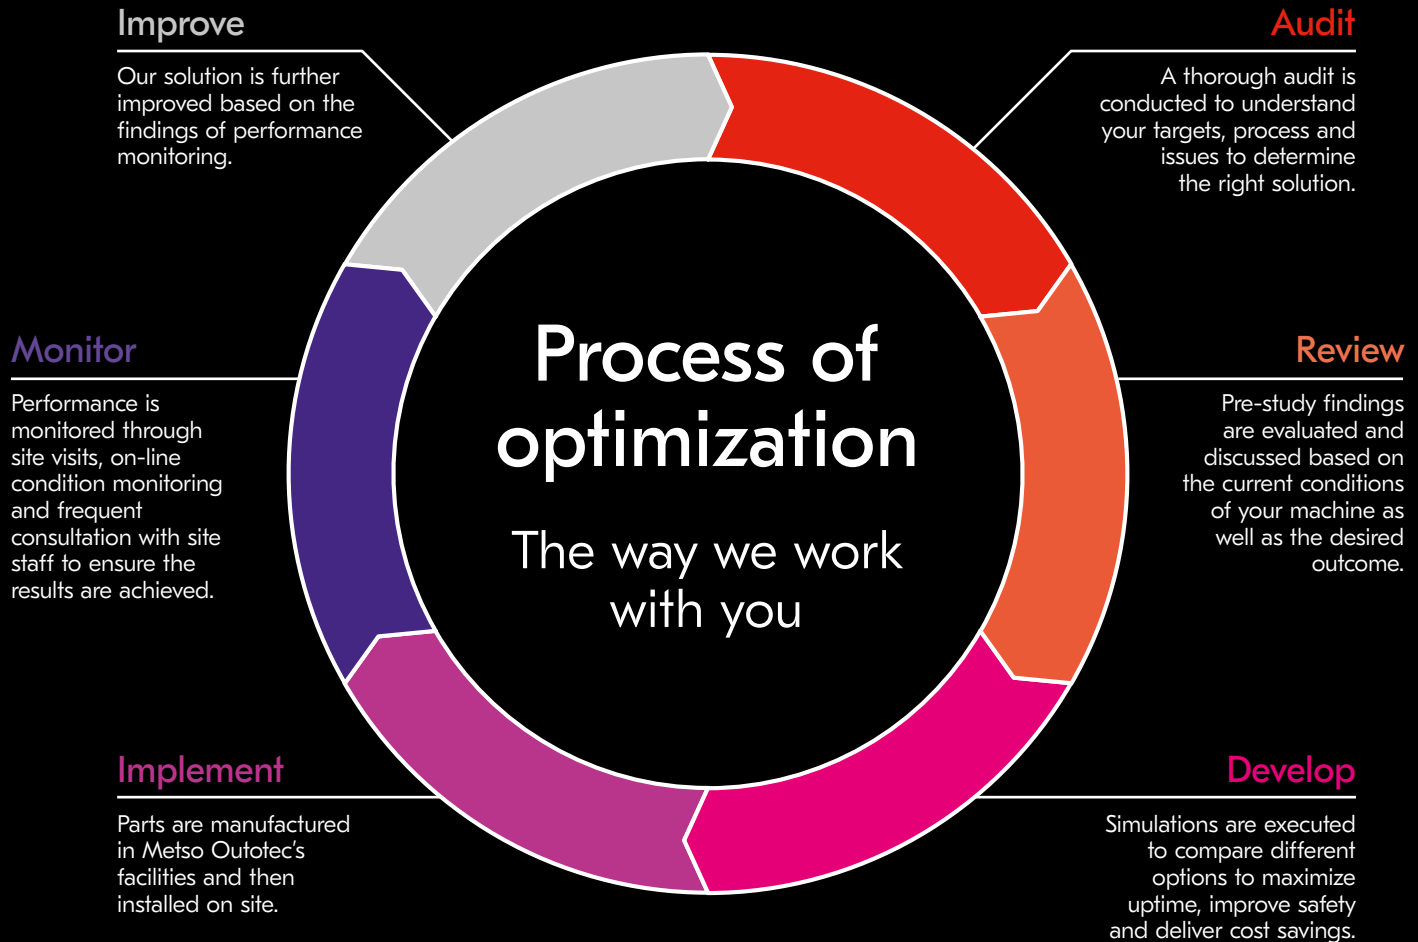 Process of
optimization
The way we work
with you
Audit
A thorough audit is
conducted to understand
your targets, process and
issues to determine
the right solution.
Review
Pre-study findings
are evaluated and
discussed based on
the current conditions
of your machine as
well as the desired
outcome.
Develop
Simulations are executed
to compare different
options to maximize
uptime, improve safety
and deliver cost savings.
Implement
Parts are manufactured
in Metso Outotec's
facilities and then
installed on site.
Monitor
Performance is
monitored through
site visits, on-line
condition monitoring
and frequent
consultation with site
staff to ensure the
results are achieved.
Improve
Our solution is further
improved based on the
findings of performance
monitoring.